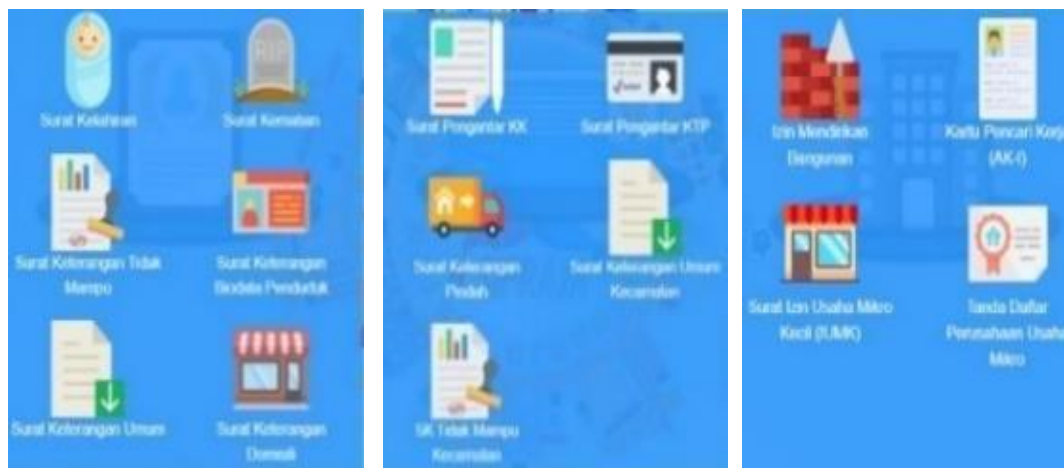 RIP
Surat Kelahiran
Surat Kematian
Surat Keterangan Tidak
Mampu
Surat Keterangan
Biodata Penduduk
Surat Keterangan Umum
Surat Keterangan
Domisili
Surat Pengantar KK
Surat Pengantar KTP
Surat Keterangan
Pindah
Surat Keterangan Umum
Kecamatan
SK Tidak Mampu
Kecamatan
Izin Mendirikan
Bangunan
Kartu Pencari Kerj
(AK-I)
Surat Izin Usaha Mikro
Kecil (IUMK)
Tanda Daftar
Perusahaan Usaha
Mikro